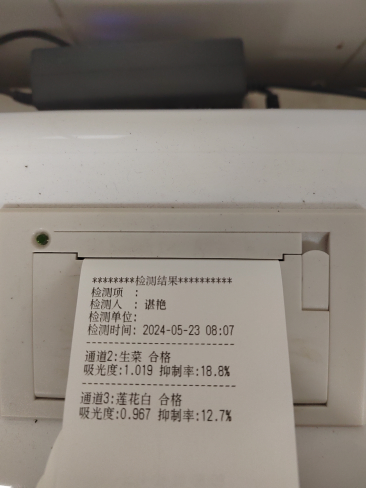 ********检测结果**********
检测项 :
检测人 : 谌艳
检测单位:
检测时间: 2024-05-23 08:07
--------------------------
通道2:生菜 合格
吸光度:1.019 抑制率:18.8%
--------------------------
通道3:莲花白 合格
吸光度:0.967 抑制率:12.7%